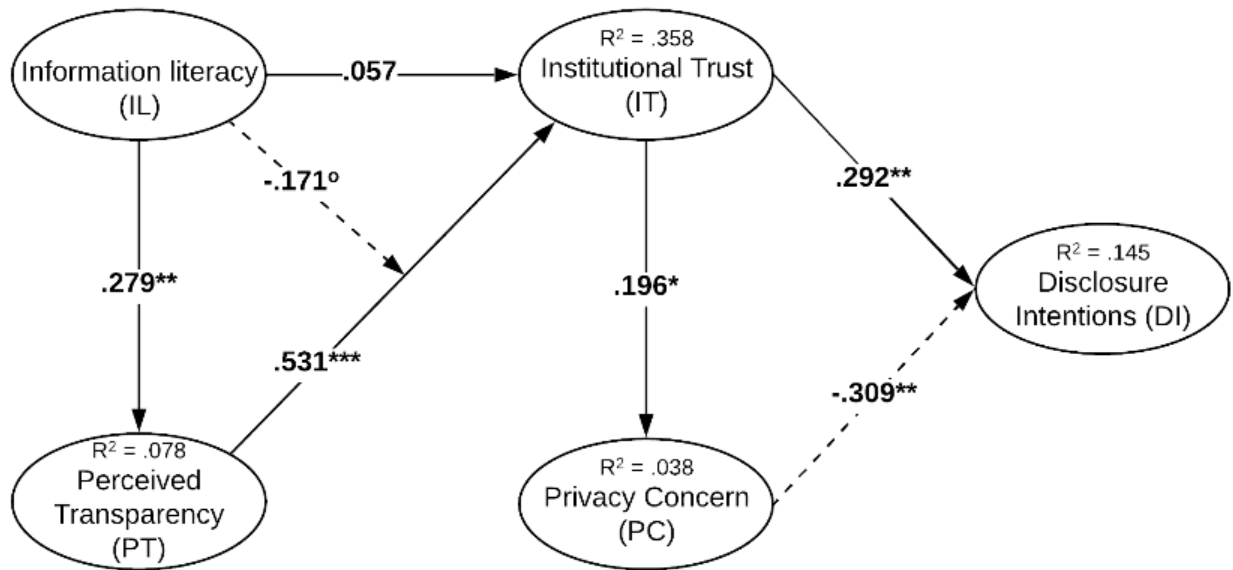 Information literacy
(IL)
.057
R² = .358
Institutional Trust
(IT)
-.171º
.292**
.279**
.196*
R² = .145
Disclosure
Intentions (DI)
.531***
-.309**
R² = .078
Perceived
Transparency
(PT)
R² = .038
Privacy Concern
(PC)